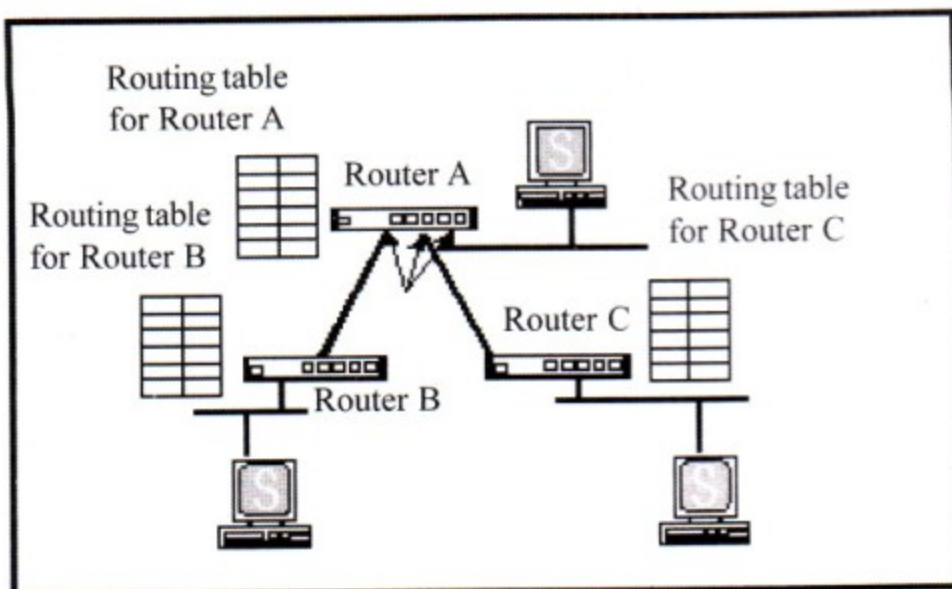 Routing table
for Router A
Router A
S
Routing table
for Router C
Routing table
for Router B
Router C
Router B
S
S